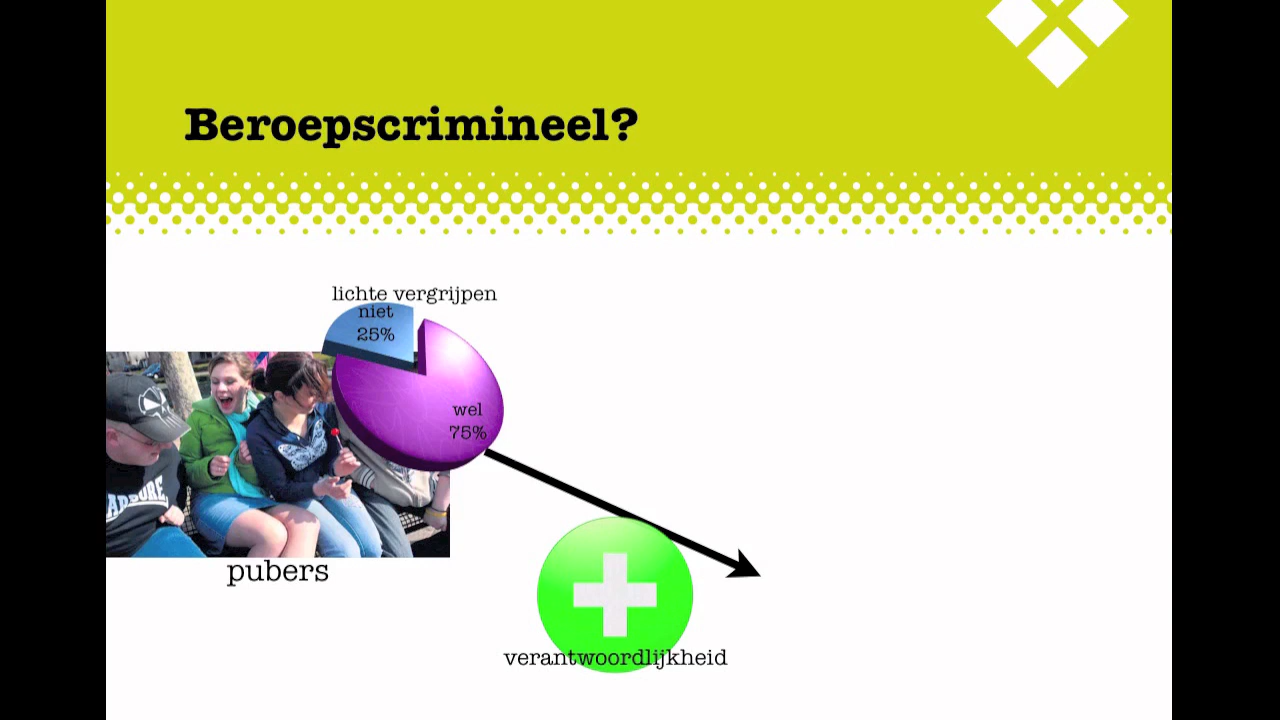 Beroepscrimineel?
lichte vergrijpen
niet
25%
wel
75%
pubers
verantwoordlijkheid